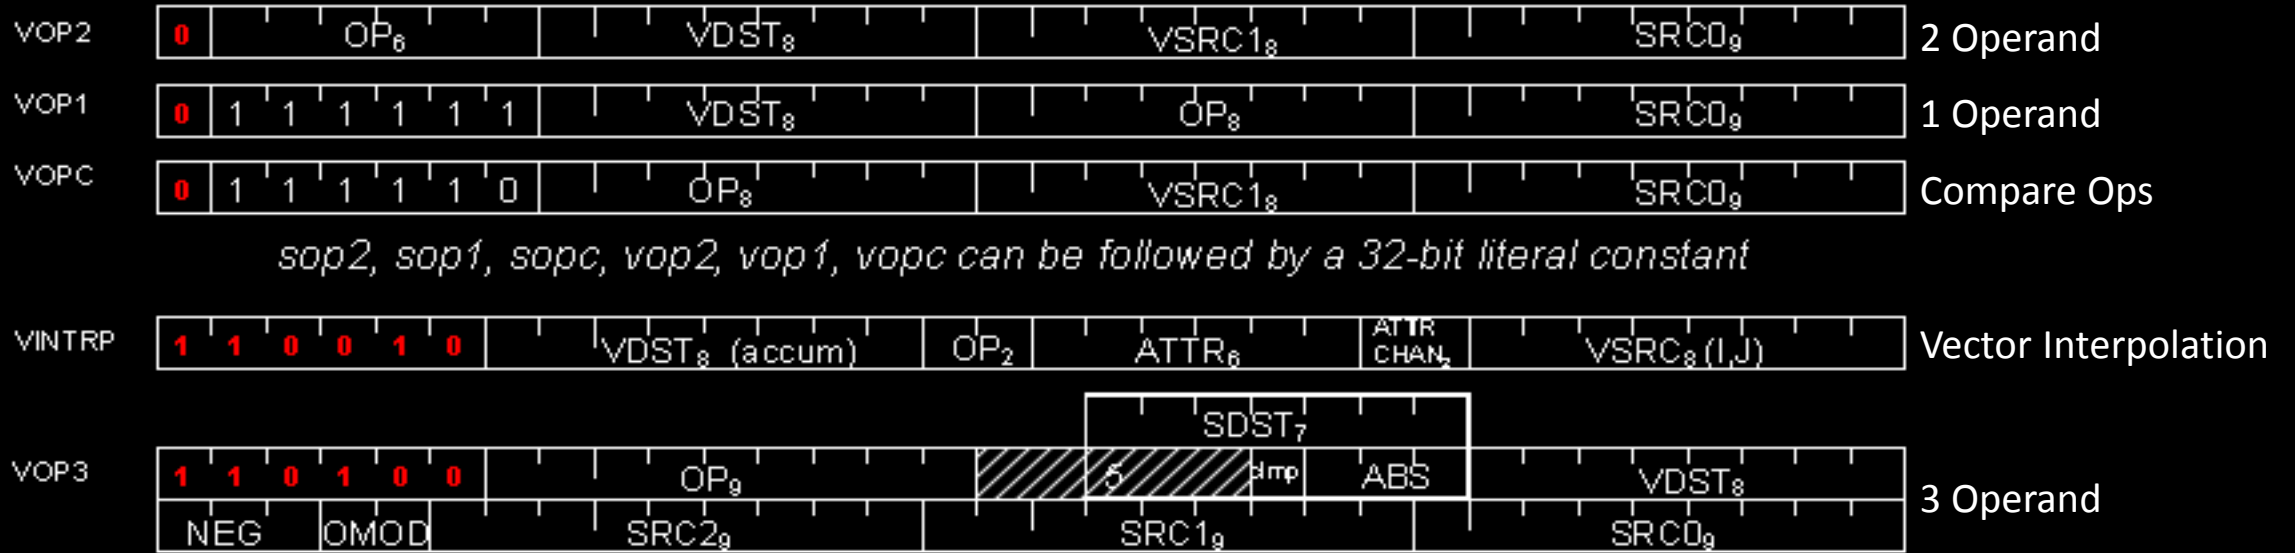 VOP2 0 OP6 VDST8 VSRC18 SRC09 2 Operand
VOP1 0 1 1 1 1 1 1 VDST8 OP8 SRC09 1 Operand
VOPC 0 1 1 1 1 1 0 OP8 VSRC18 SRC09 Compare Ops
sop2, sop1, sopc, vop2, vop1, vopc can be followed by a 32-bit literal constant
VINTRP 1 1 0 0 1 0 VDST8 (accum) OP2 ATTR6 ATTR CHAN2 VSRC8 (I,J) Vector Interpolation
SDST7
VOP3 1 1 0 1 0 0 OP9 5 clmp ABS VDST8
NEG OMOD SRC29 SRC19 SRC09 3 Operand